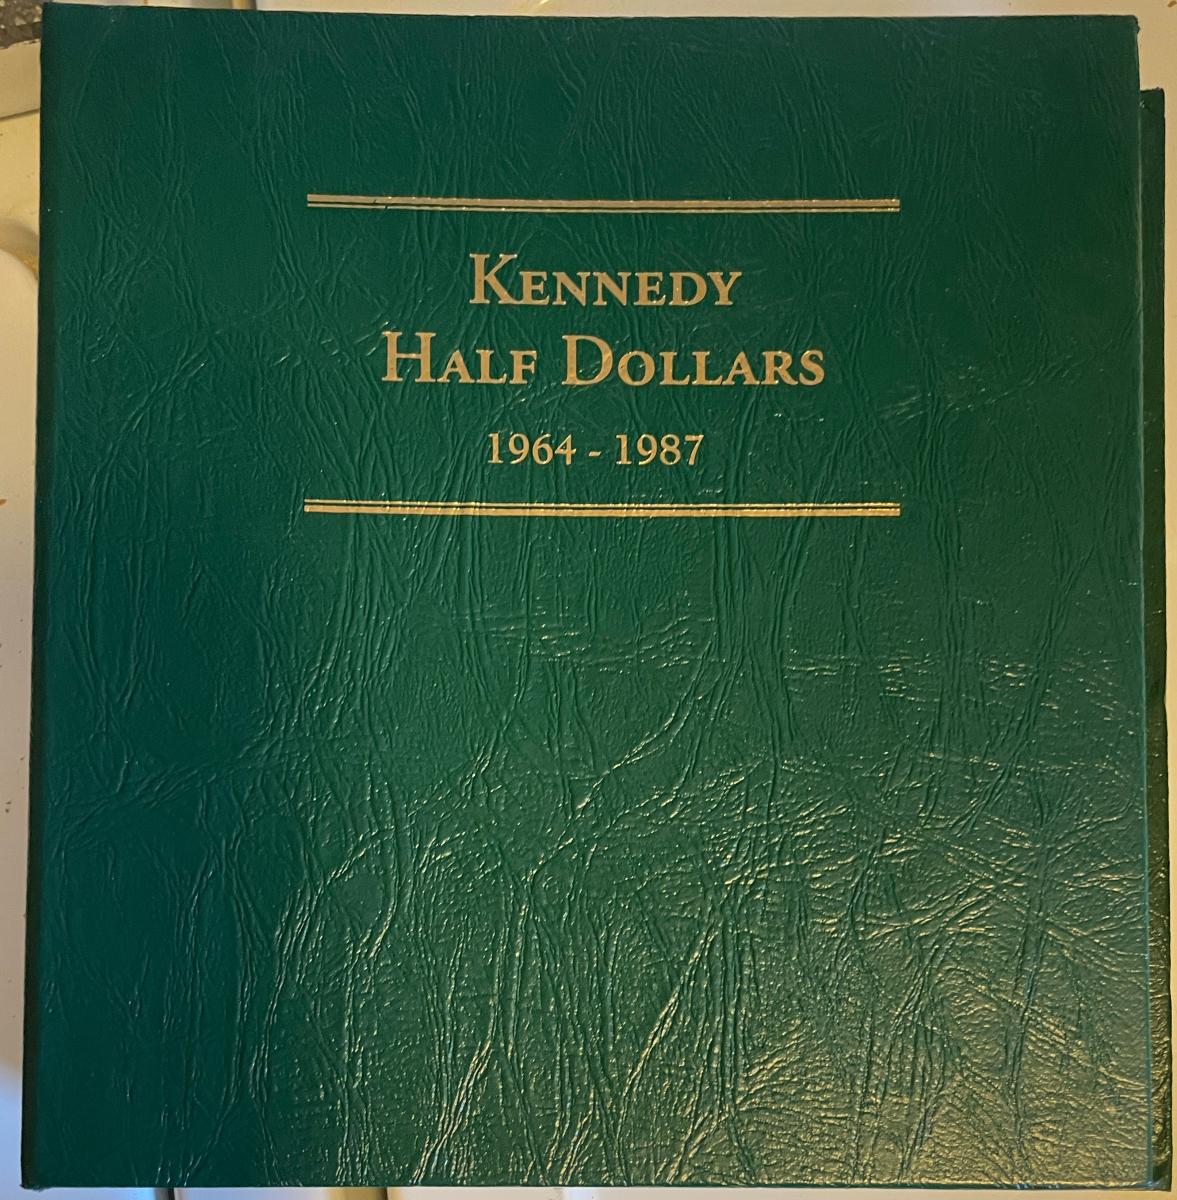 KENNEDY
HALF DOLLARS
1964 - 1987